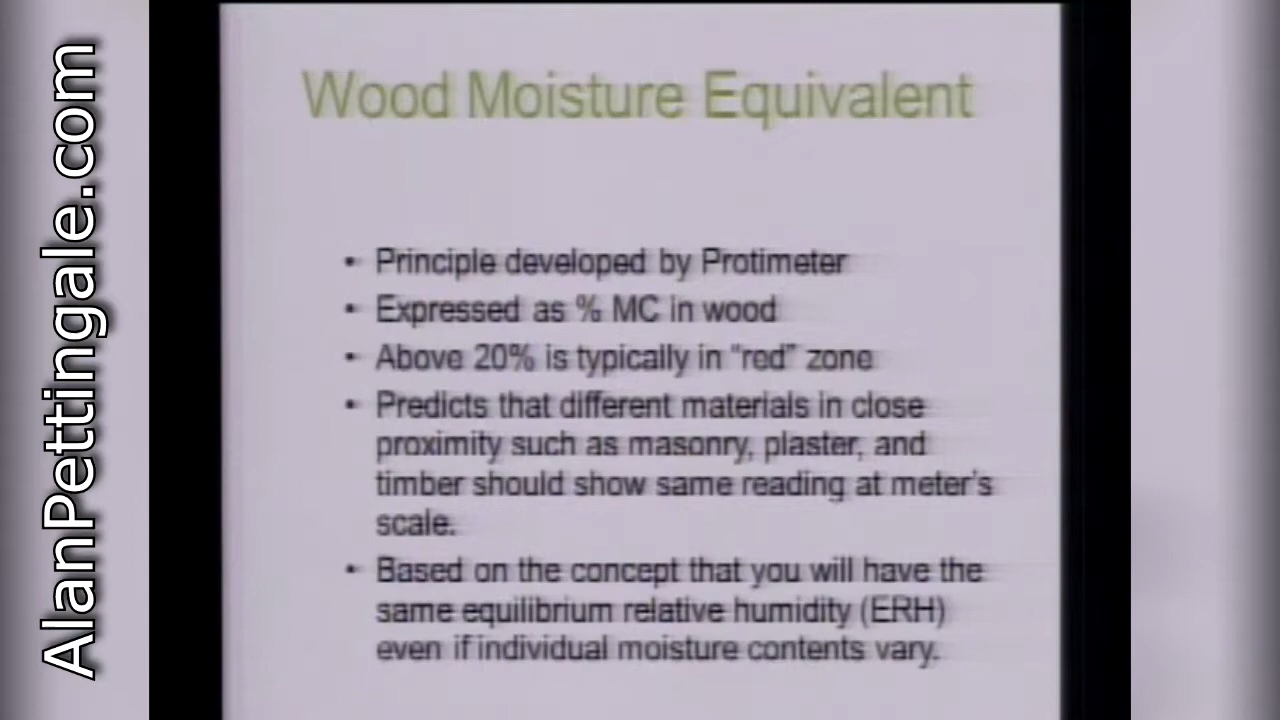 AlanPettingale.com
Wood Moisture Equivalent
• Principle developed by Protimeter
• Expressed as % MC in wood
• Above 20% is typically in “red” zone
• Predicts that different materials in close
proximity such as masonry, plaster, and
timber should show same reading at meter’s
scale.
• Based on the concept that you will have the
same equilibrium relative humidity (ERH)
even if individual moisture contents vary.